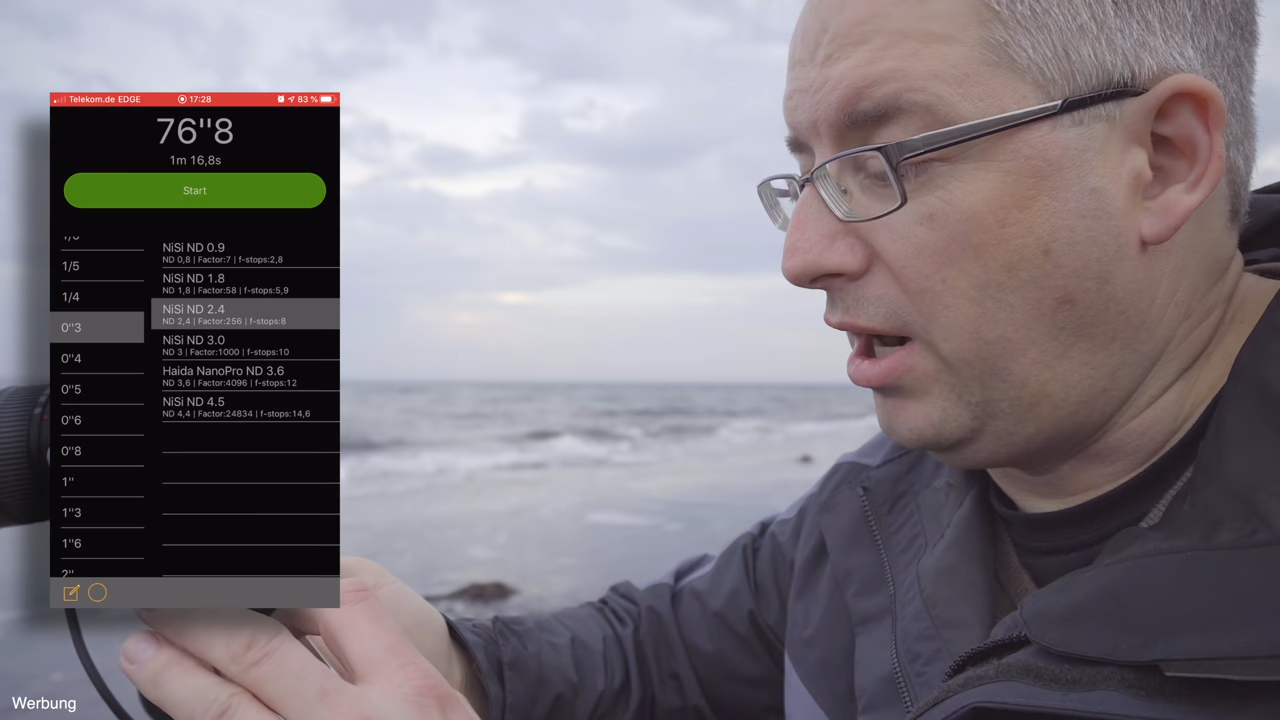 Telekom.de EDGE 17:28 83 %
76"8
1m 16,8s
Start
1/5
1/4
0"3
0"4
0"5
0"6
0"8
1"
1"3
1"6
2"
NiSi ND 0.9
ND 0,8 | Factor:7 | f-stops:2,8
NiSi ND 1.8
ND 1,8 | Factor:58 | f-stops:5,9
NiSi ND 2.4
ND 2,4 | Factor:256 | f-stops:8
NiSi ND 3.0
ND 3 | Factor:1000 | f-stops:10
Haida NanoPro ND 3.6
ND 3,6 | Factor:4096 | f-stops:12
NiSi ND 4.5
ND 4,4 | Factor:24834 | f-stops:14,6
Werbung